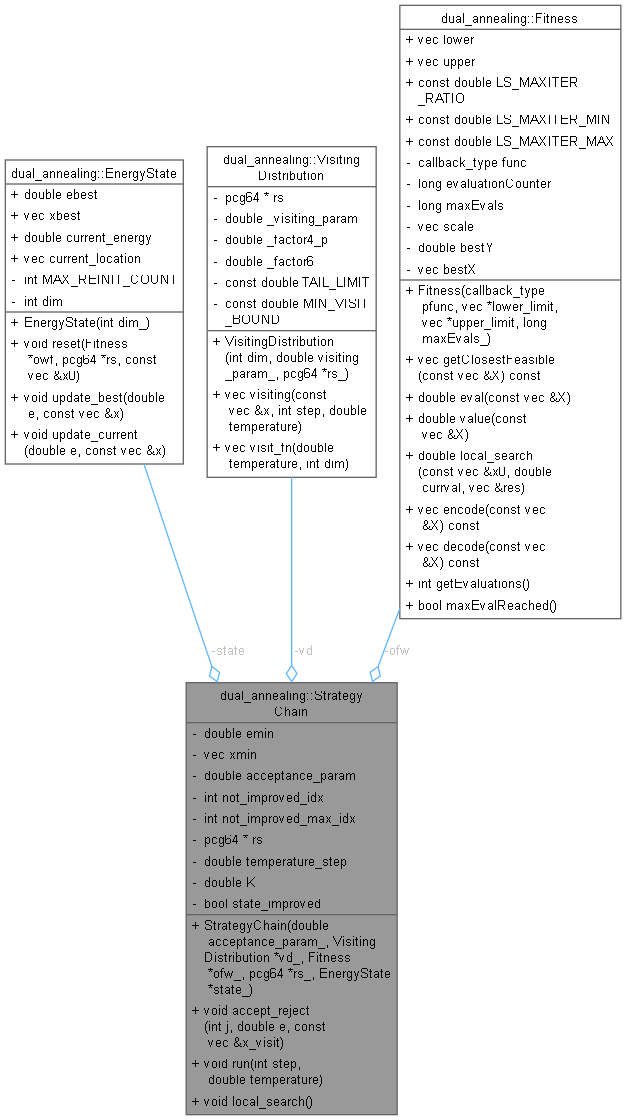 dual_annealing::Fitness
+ vec lower
+ vec upper
+ const double LS_MAXITER
_RATIO
+ const double LS_MAXITER_MIN
+ const double LS_MAXITER_MAX
- callback_type func
- long evaluationCounter
- long maxEvals
- vec scale
- double bestY
- vec bestX
+ Fitness(callback_type
pfunc, vec *lower_limit,
vec *upper_limit, long
maxEvals_)
+ vec getClosestFeasible
(const vec &X) const
+ double eval(const vec &X)
+ double value(const
vec &X)
+ double local_search
(const vec &x0, double
currval, vec &res)
+ vec encode(const vec
&X) const
+ vec decode(const vec
&X) const
+ int getEvaluations()
+ bool maxEvalReached()
dual_annealing::Visiting
Distribution
- pcg64 * rs
- double _visiting_param
- double _factor4_p
- double _factor6
- const double TAIL_LIMIT
- const double MIN_VISIT
_BOUND
+ VisitingDistribution
(int dim, double visiting
_param_, pcg64 *rs_)
+ vec visiting(const
vec &x, int step, double
temperature)
+ vec visit_fn(double
temperature, int dim)
dual_annealing::EnergyState
+ double ebest
+ vec xbest
+ double current_energy
+ vec current_location
- int MAX_REINIT_COUNT
- int dim
+ EnergyState(int dim_)
+ void reset(Fitness
*owf, pcg64 *rs, const
vec &x0)
+ void update_best(double
e, const vec &x)
+ void update_current
(double e, const vec &x)
-state
-vd
-ofw
dual_annealing::Strategy
Chain
- double emin
- vec xmin
- double acceptance_param
- int not_improved_idx
- int not_improved_max_idx
- pcg64 * rs
- double temperature_step
- double K
- bool state_improved
+ StrategyChain(double
acceptance_param_, Visiting
Distribution *vd_, Fitness
*ofw_, pcg64 *rs_, EnergyState
*state_)
+ void accept_reject
(int j, double e, const
vec &x_visit)
+ void run(int step,
double temperature)
+ void local_search()